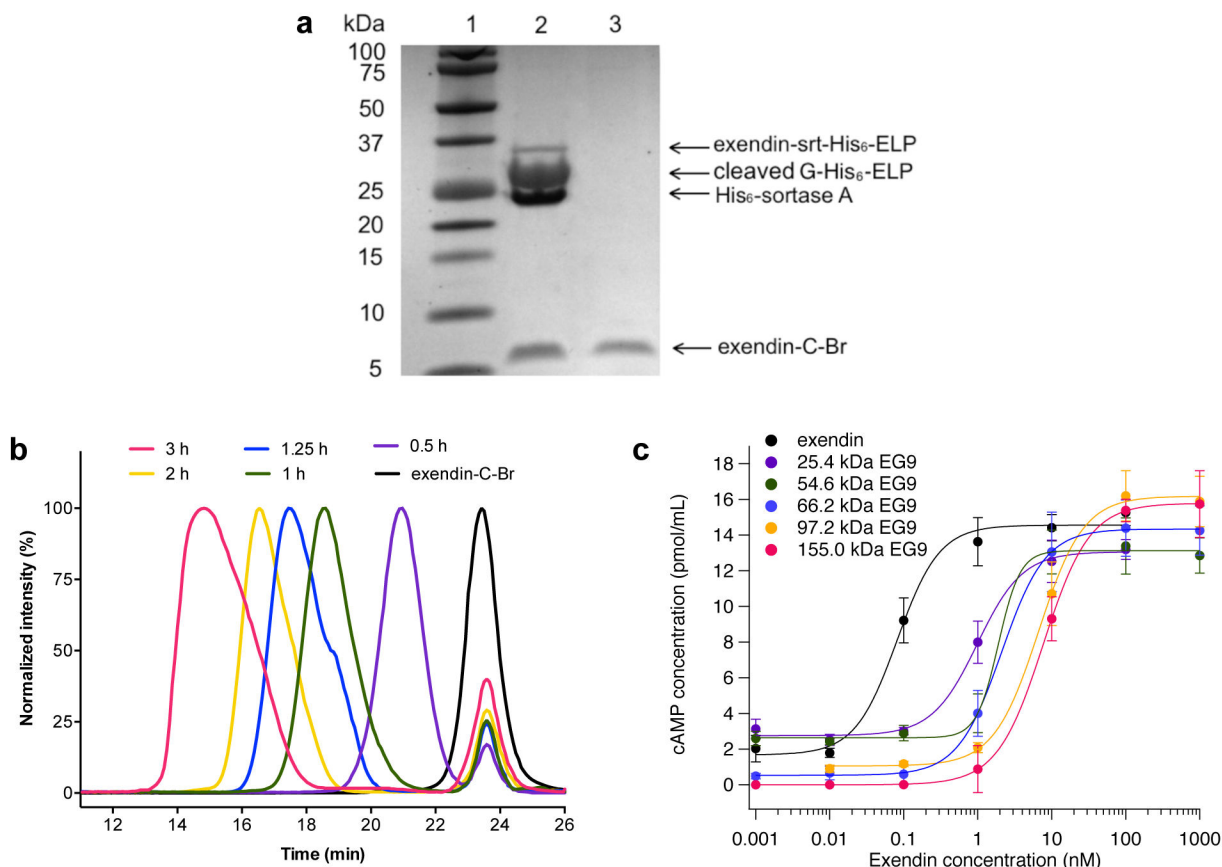 a
kDa 1 2 3
100
75
50
37
25
20
15
10
5
exendin-srt-His₆-ELP
cleaved G-His₆-ELP
His₆-sortase A
exendin-C-Br
b
3 h 1.25 h 0.5 h
2 h 1 h exendin-C-Br
Normalized intensity (%)
100
75
50
25
0
12 14 16 18 20 22 24 26
Time (min)
c
exendin
25.4 kDa EG9
54.6 kDa EG9
66.2 kDa EG9
97.2 kDa EG9
155.0 kDa EG9
cAMP concentration (pmol/mL)
18
16
14
12
10
8
6
4
2
0
0.001 0.01 0.1 1 10 100 1000
Exendin concentration (nM)